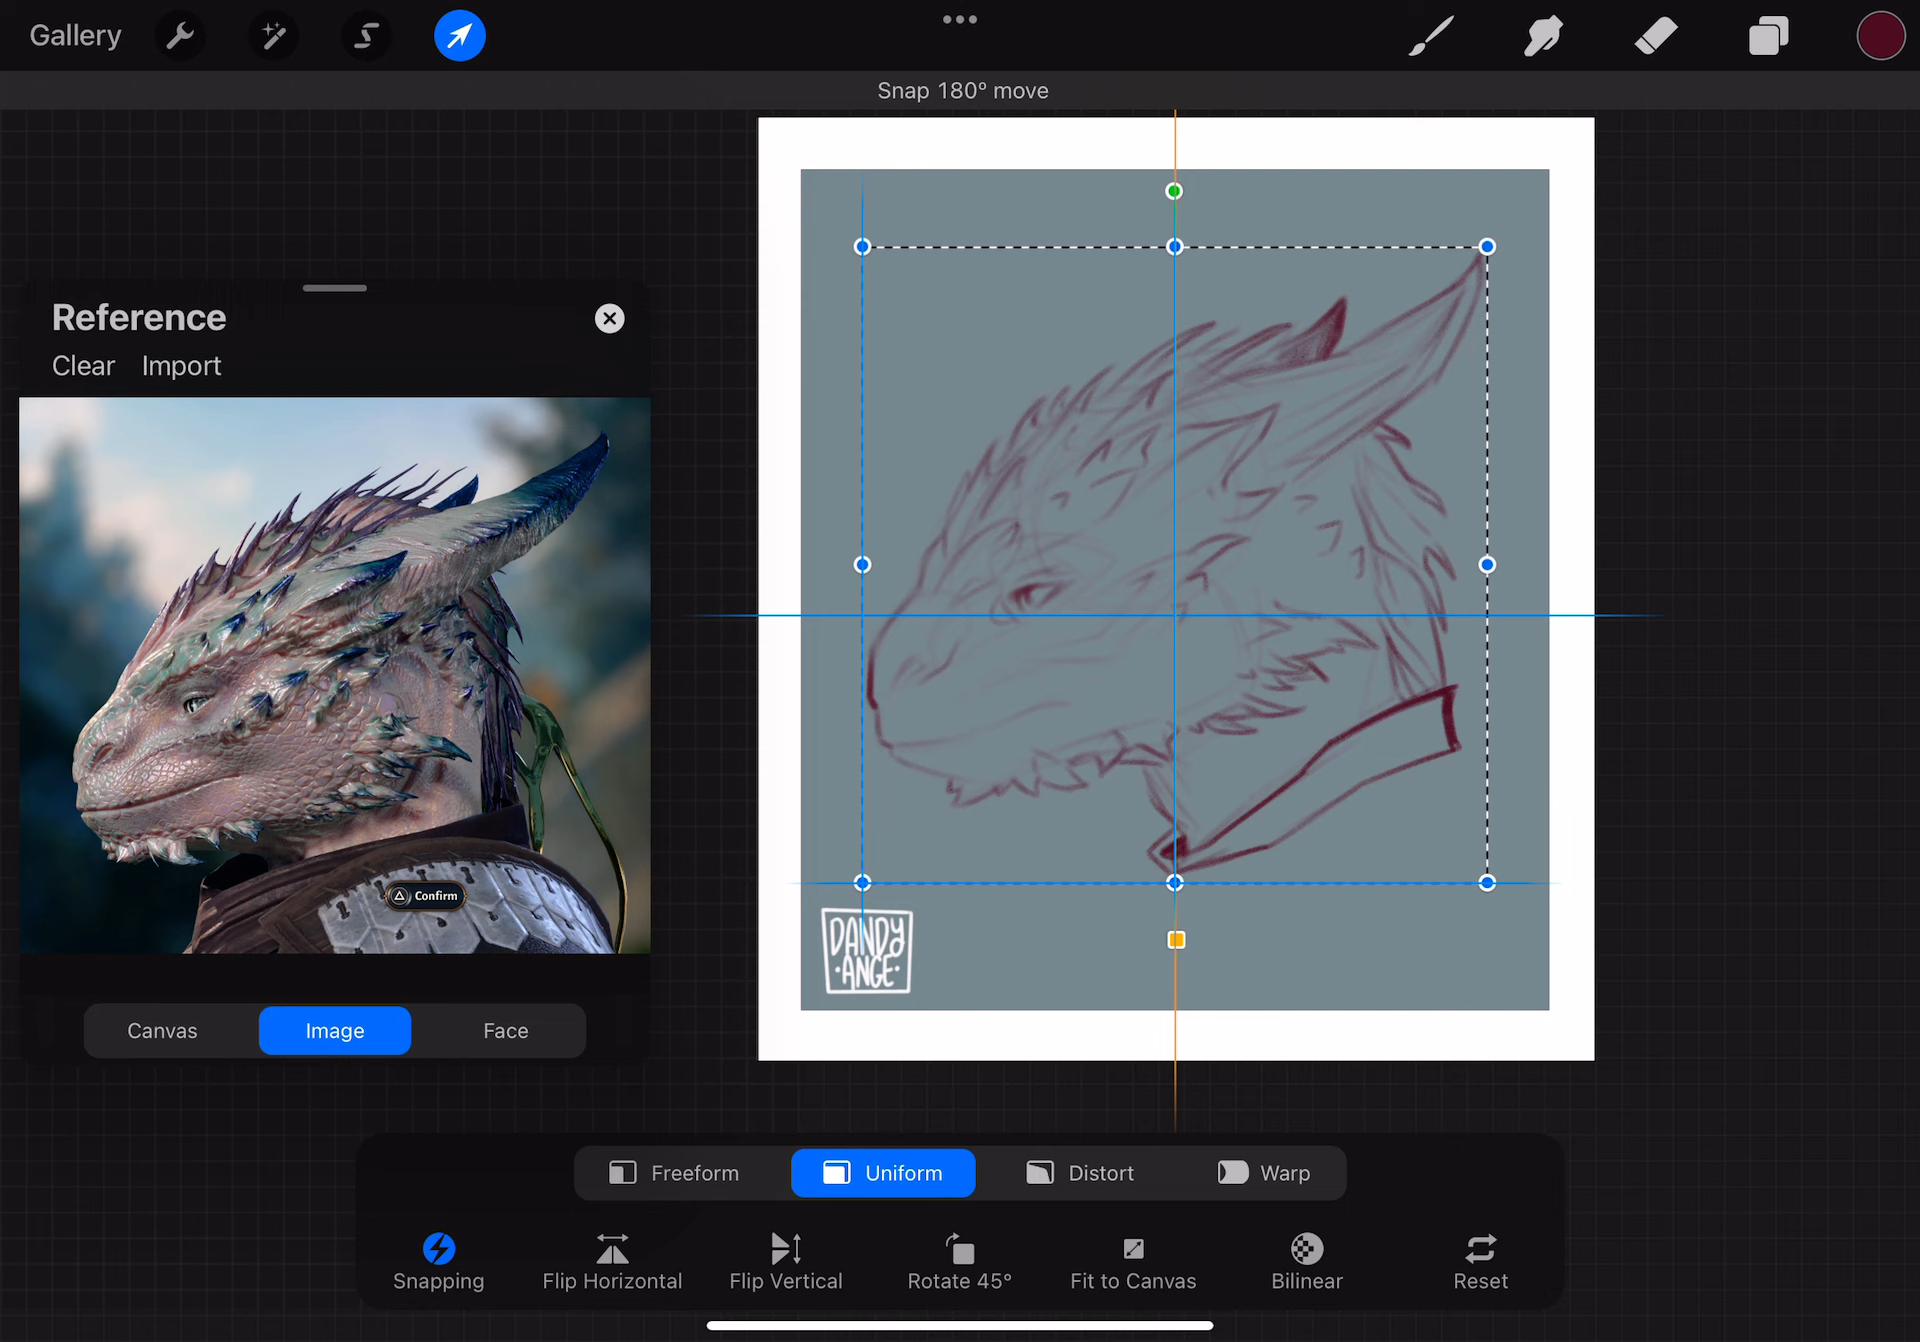 Gallery
Snap 180° move
Reference
Clear Import
Confirm
Canvas Image Face
DANDY
·ANGE·
Freeform Uniform Distort Warp
Snapping Flip Horizontal Flip Vertical Rotate 45° Fit to Canvas Bilinear Reset